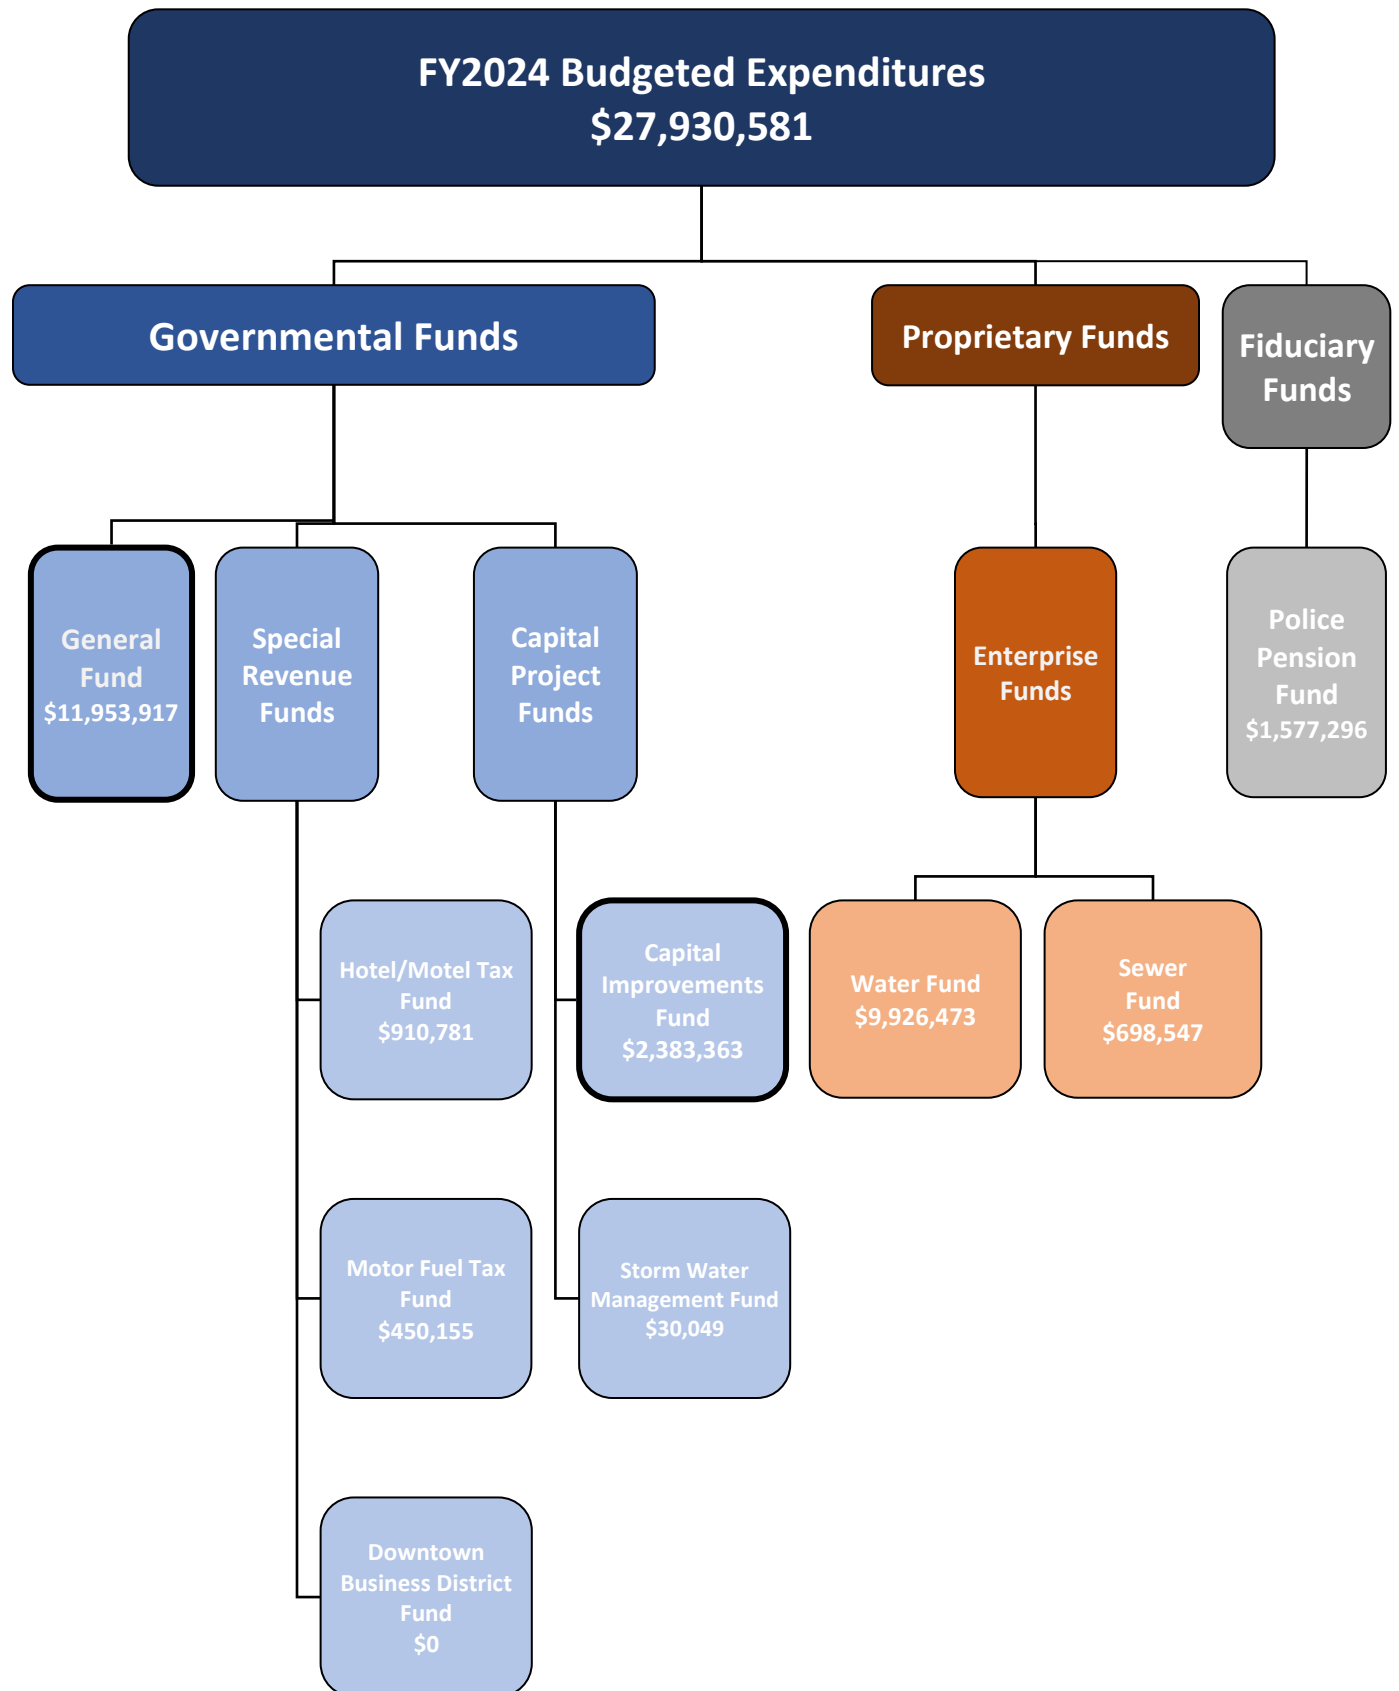 FY2024 Budgeted Expenditures
$27,930,581
Governmental Funds
Proprietary Funds
Fiduciary
Funds
General
Fund
$11,953,917
Special
Revenue
Funds
Capital
Project
Funds
Enterprise
Funds
Police
Pension
Fund
$1,577,296
Hotel/Motel Tax
Fund
$910,781
Capital
Improvements
Fund
$2,383,363
Water Fund
$9,926,473
Sewer
Fund
$698,547
Motor Fuel Tax
Fund
$450,155
Storm Water
Management Fund
$30,049
Downtown
Business District
Fund
$0